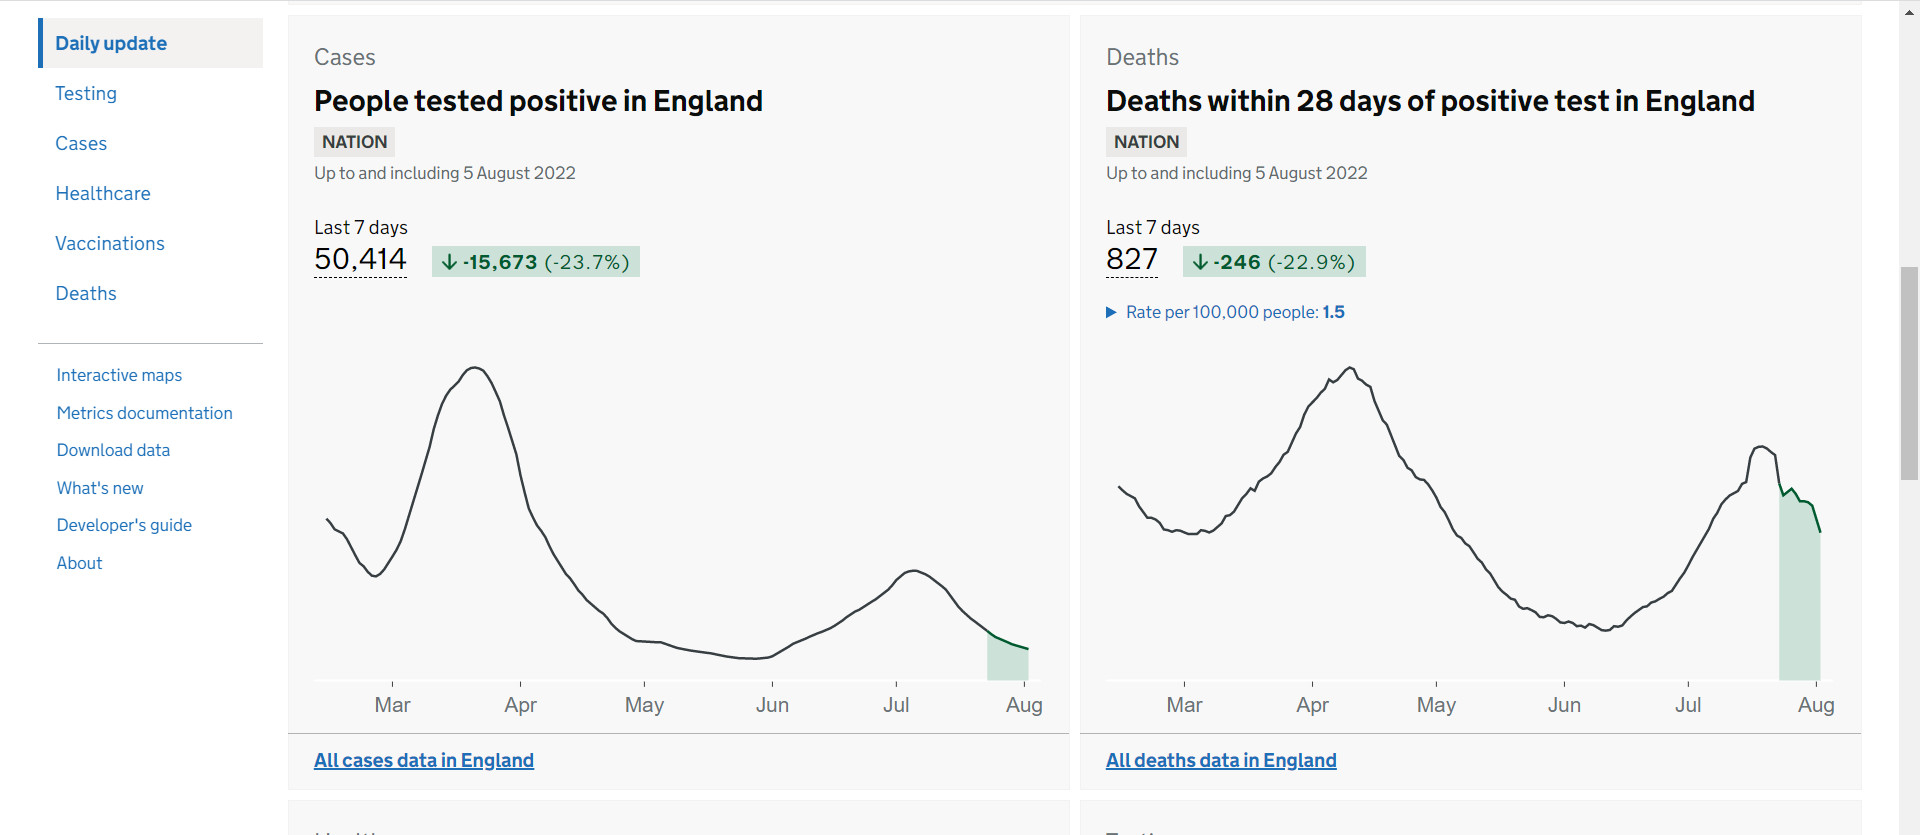 Daily update
Testing
Cases
Healthcare
Vaccinations
Deaths
Interactive maps
Metrics documentation
Download data
What's new
Developer's guide
About
Cases
People tested positive in England
NATION
Up to and including 5 August 2022
Last 7 days
50,414 ↓ -15,673 (-23.7%)
Mar Apr May Jun Jul Aug
All cases data in England
Deaths
Deaths within 28 days of positive test in England
NATION
Up to and including 5 August 2022
Last 7 days
827 ↓ -246 (-22.9%)
► Rate per 100,000 people: 1.5
Mar Apr May Jun Jul Aug
All deaths data in England